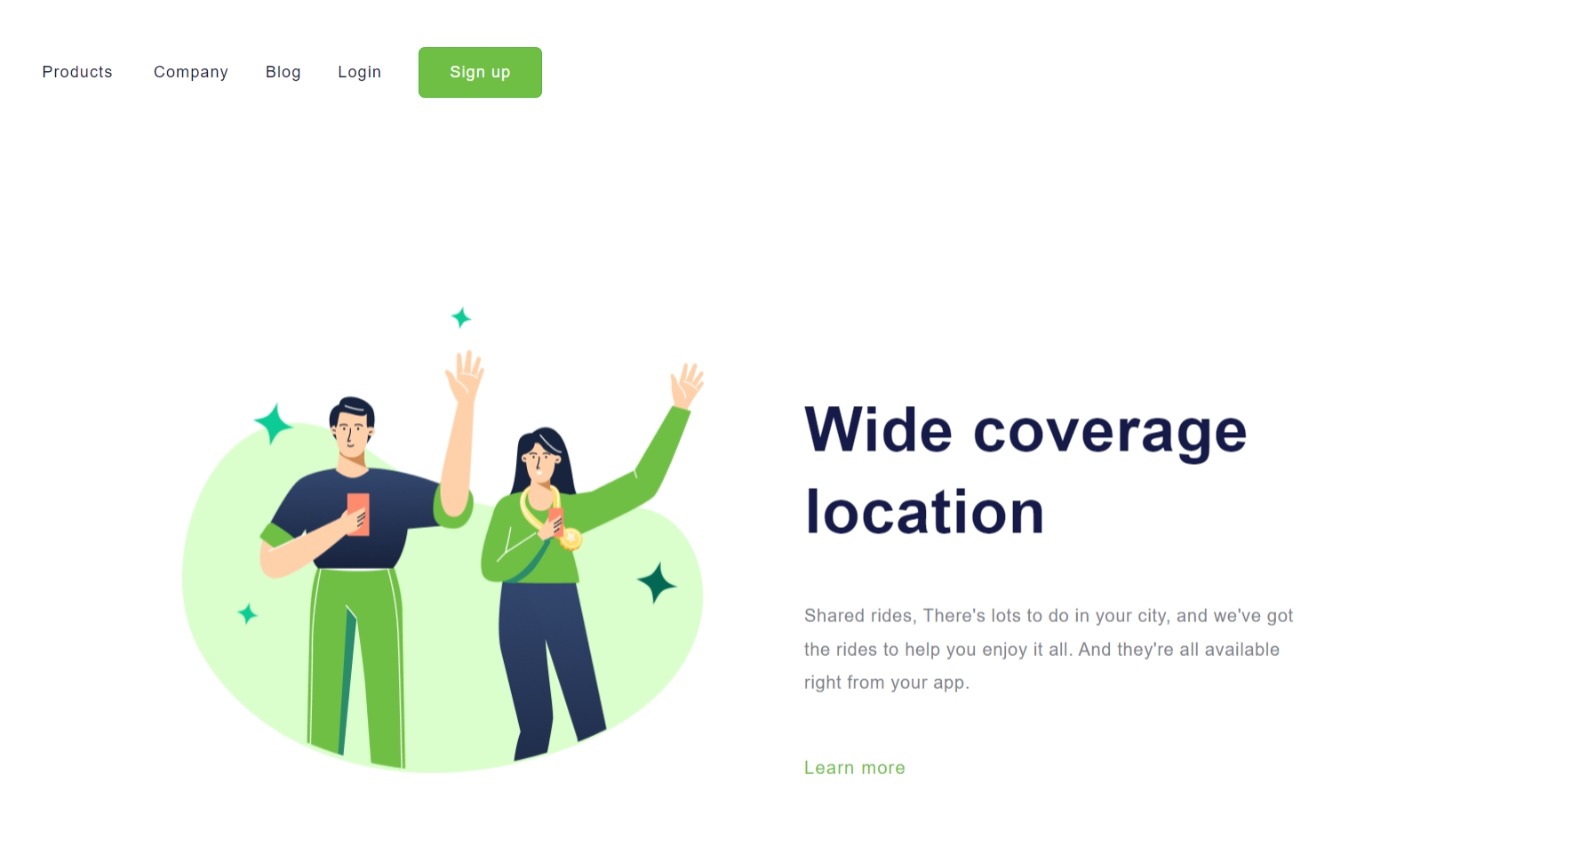 Products Company Blog Login Sign up
Wide coverage
location
Shared rides, There's lots to do in your city, and we've got
the rides to help you enjoy it all. And they're all available
right from your app.
Learn more